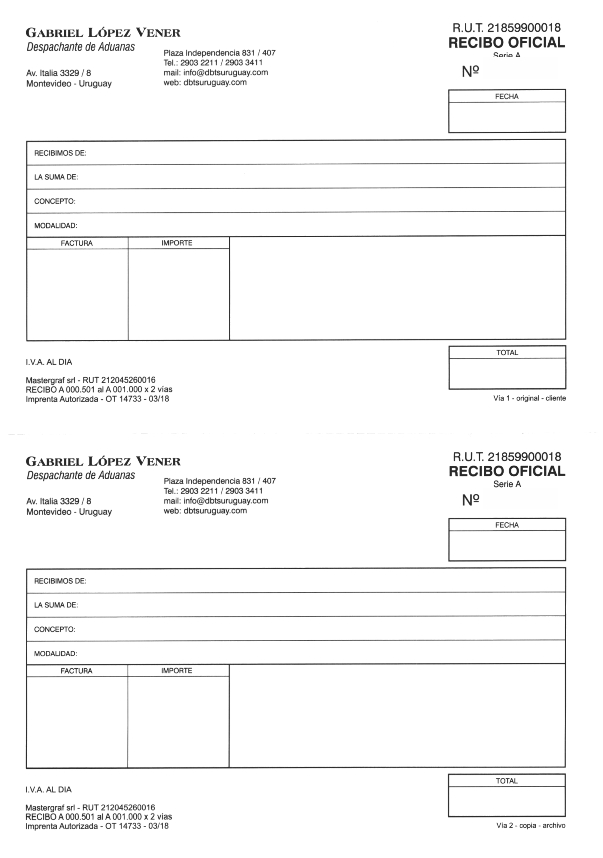 GABRIEL LÓPEZ VENER
Despachante de Aduanas
Av. Italia 3329 / 8
Montevideo - Uruguay
Plaza Independencia 831 / 407
Tel.: 2903 2211 / 2903 3411
mail: info@dbtsuruguay.com
web: dbtsuruguay.com
R.U.T. 21859900018
RECIBO OFICIAL
Serie A
Nº
FECHA
RECIBIMOS DE:
LA SUMA DE:
CONCEPTO:
MODALIDAD:
FACTURA IMPORTE
TOTAL
I.V.A. AL DIA
Mastergraf srl - RUT 212045260016
RECIBO A 000.501 al A 001.000 x 2 vías
Imprenta Autorizada - OT 14733 - 03/18
Vía 1 - original - cliente
GABRIEL LÓPEZ VENER
Despachante de Aduanas
Av. Italia 3329 / 8
Montevideo - Uruguay
Plaza Independencia 831 / 407
Tel.: 2903 2211 / 2903 3411
mail: info@dbtsuruguay.com
web: dbtsuruguay.com
R.U.T. 21859900018
RECIBO OFICIAL
Serie A
Nº
FECHA
RECIBIMOS DE:
LA SUMA DE:
CONCEPTO:
MODALIDAD:
FACTURA IMPORTE
TOTAL
I.V.A. AL DIA
Mastergraf srl - RUT 212045260016
RECIBO A 000.501 al A 001.000 x 2 vías
Imprenta Autorizada - OT 14733 - 03/18
Vía 2 - copia - archivo